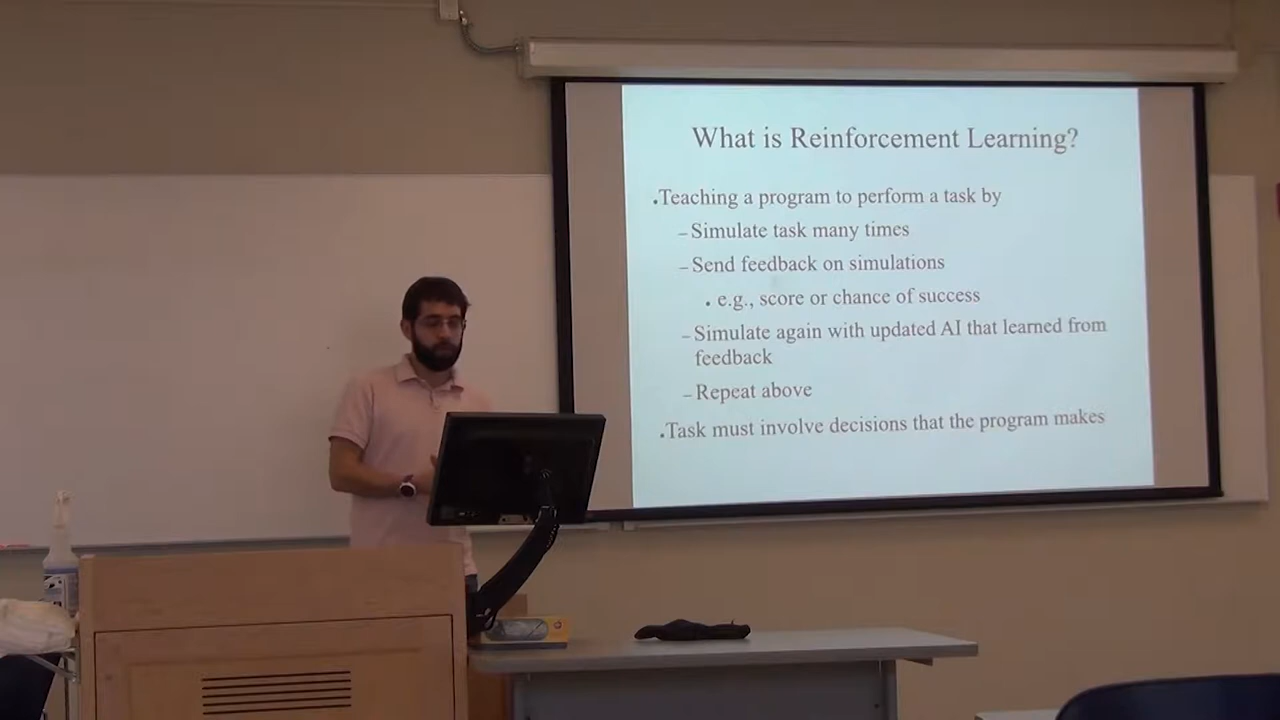 What is Reinforcement Learning?
.Teaching a program to perform a task by
– Simulate task many times
– Send feedback on simulations
. e.g., score or chance of success
– Simulate again with updated AI that learned from
feedback
– Repeat above
.Task must involve decisions that the program makes